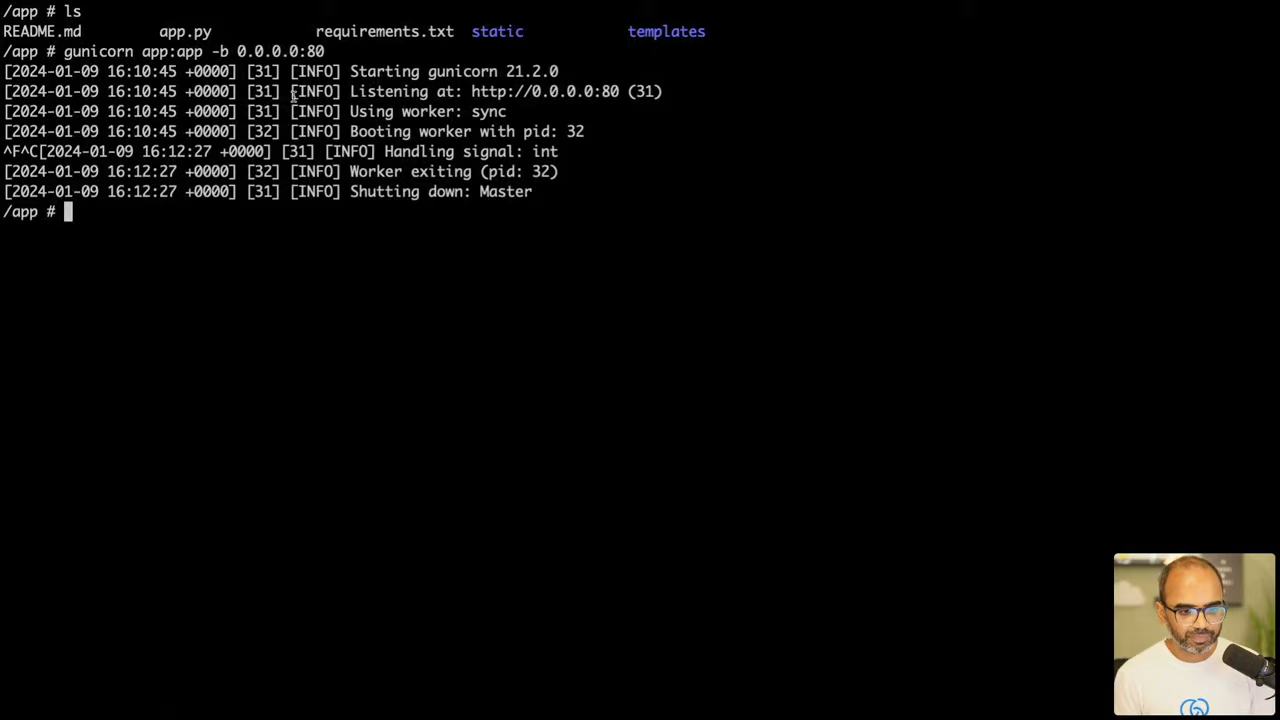 /app # ls
README.md app.py requirements.txt static templates
/app # gunicorn app:app -b 0.0.0.0:80
[2024-01-09 16:10:45 +0000] [31] [INFO] Starting gunicorn 21.2.0
[2024-01-09 16:10:45 +0000] [31] [INFO] Listening at: http://0.0.0.0:80 (31)
[2024-01-09 16:10:45 +0000] [31] [INFO] Using worker: sync
[2024-01-09 16:10:45 +0000] [32] [INFO] Booting worker with pid: 32
^F^C[2024-01-09 16:12:27 +0000] [31] [INFO] Handling signal: int
[2024-01-09 16:12:27 +0000] [32] [INFO] Worker exiting (pid: 32)
[2024-01-09 16:12:27 +0000] [31] [INFO] Shutting down: Master
/app #